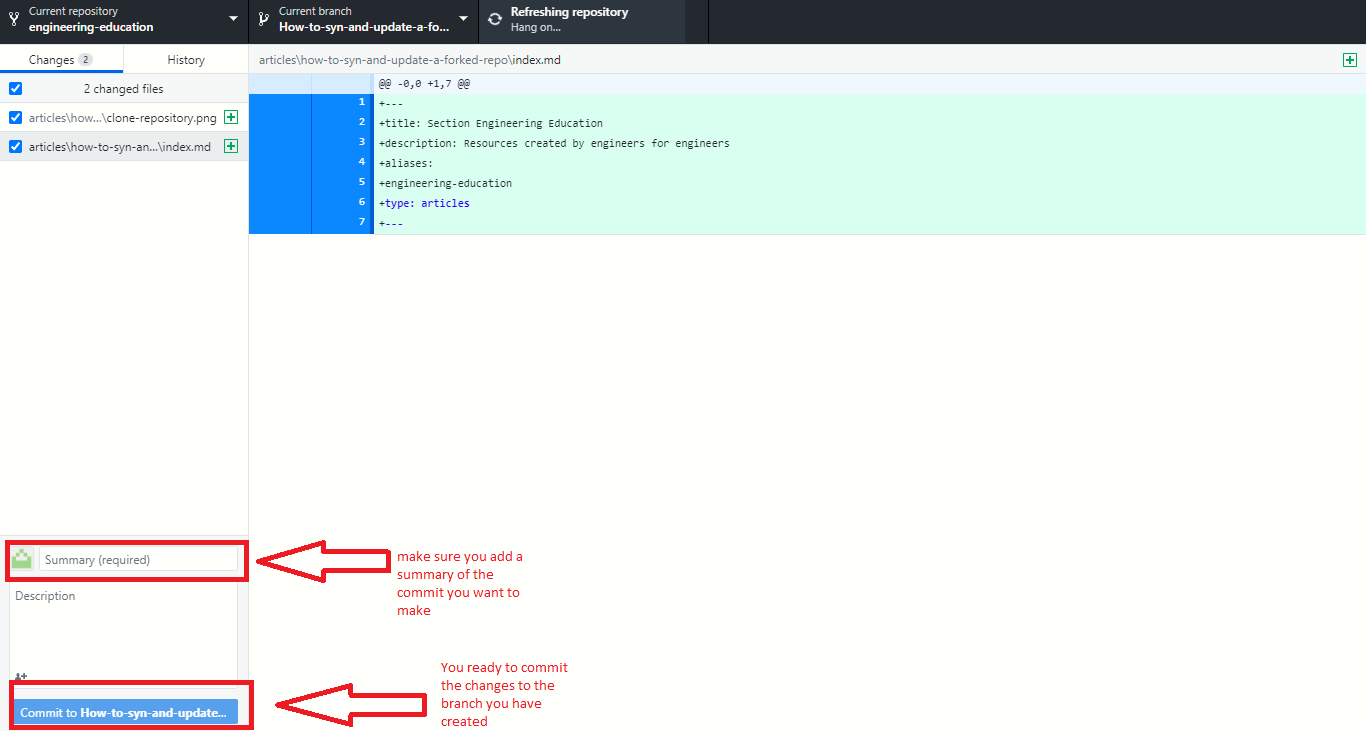 Current repository
engineering-education
Current branch
How-to-syn-and-update-a-fo...
Refreshing repository
Hang on...
Changes 2
History
articles\how-to-syn-and-update-a-forked-repo\index.md
2 changed files
articles\how...\clone-repository.png
articles\how-to-syn-an...\index.md
@@ -0,0 +1,7 @@
1 +---
2 +title: Section Engineering Education
3 +description: Resources created by engineers for engineers
4 +aliases:
5 +engineering-education
6 +type: articles
7 +---
Summary (required)
make sure you add a
summary of the
commit you want to
make
Description
You ready to commit
the changes to the
branch you have
created
Commit to How-to-syn-and-update...